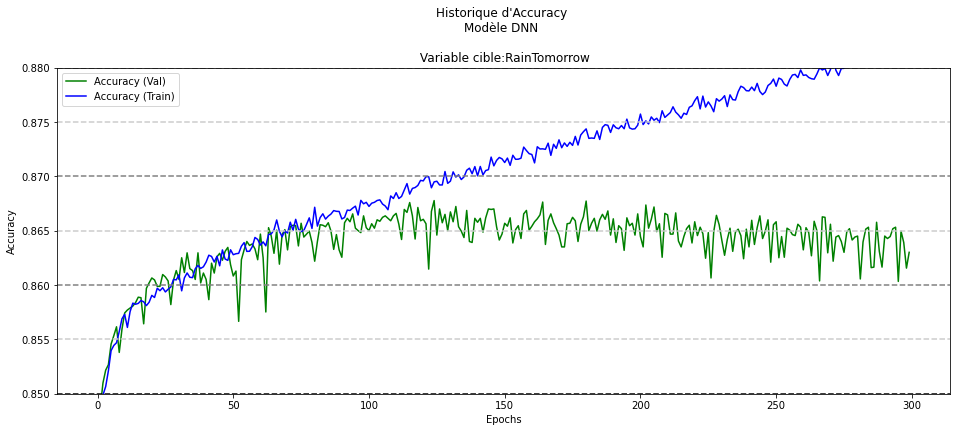 Historique d'Accuracy
Modèle DNN
Variable cible:RainTomorrow
Accuracy (Val)
Accuracy (Train)
0.880
0.875
0.870
0.865
0.860
0.855
0.850
Accuracy
0
50
100
150
200
250
300
Epochs